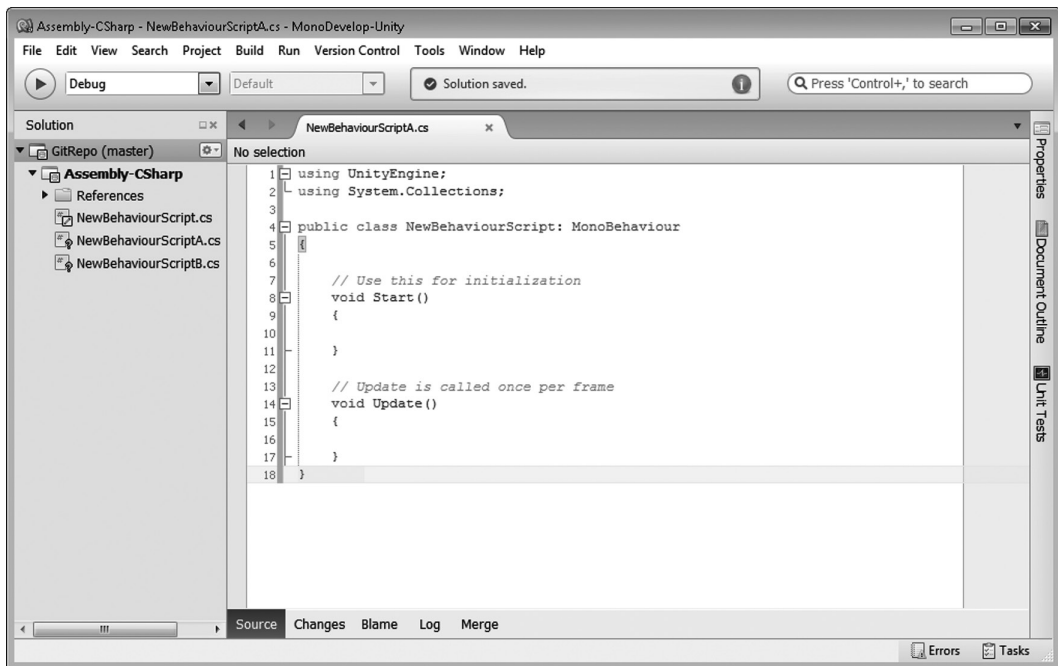 Assembly-CSharp - NewBehaviourScriptA.cs - MonoDevelop-Unity
File Edit View Search Project Build Run Version Control Tools Window Help
Debug
Default
Solution saved.
Press 'Control+,' to search
Solution
NewBehaviourScriptA.cs
GitRepo (master)
No selection
Assembly-CSharp
References
NewBehaviourScript.cs
NewBehaviourScriptA.cs
NewBehaviourScriptB.cs
1 using UnityEngine;
2 using System.Collections;
3
4 public class NewBehaviourScript: MonoBehaviour
5 {
6
7 // Use this for initialization
8 void Start()
9 {
10
11 }
12
13 // Update is called once per frame
14 void Update()
15 {
16
17 }
18 }
Properties
Document Outline
Unit Tests
Source Changes Blame Log Merge
Errors Tasks